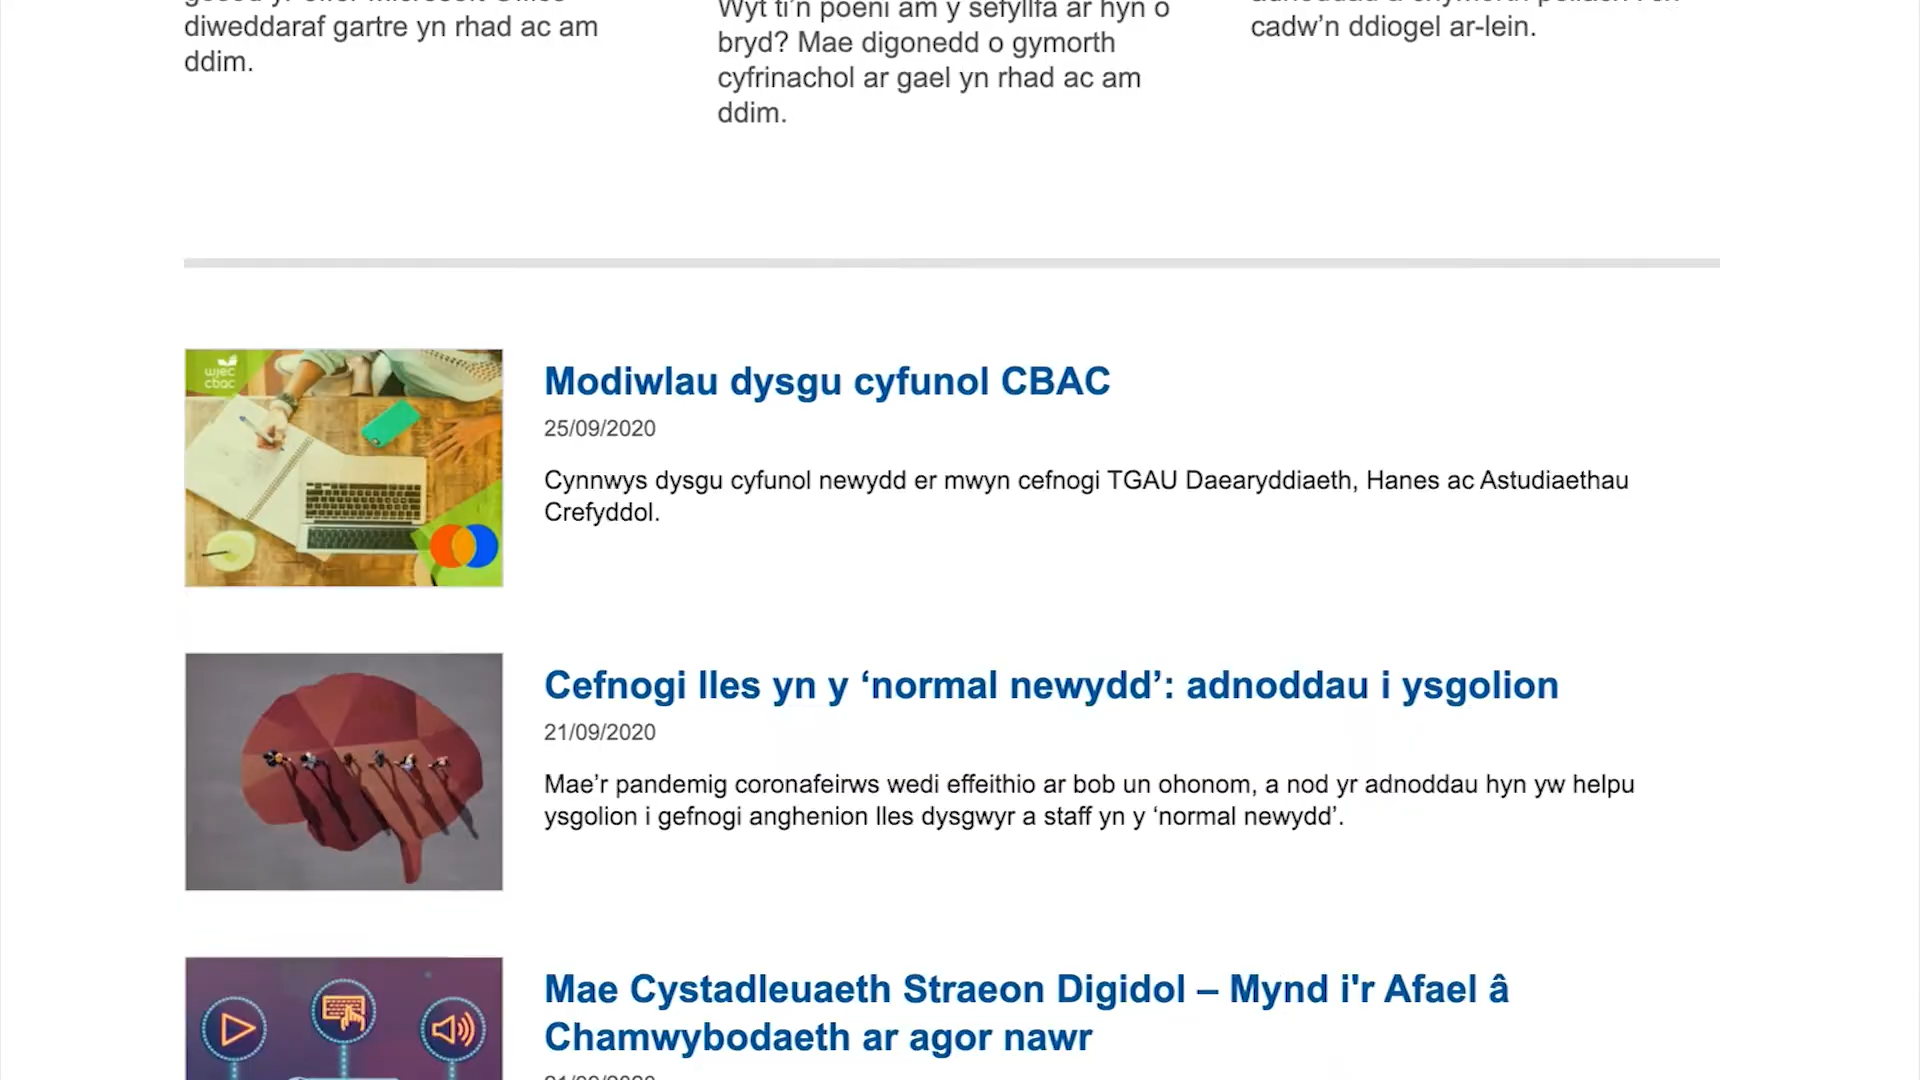 diweddaraf gartre yn rhad ac am
ddim.
Wyt ti’n poeni am y sefyllfa ar hyn o
bryd? Mae digonedd o gymorth
cyfrinachol ar gael yn rhad ac am
ddim.
cadw’n ddiogel ar-lein.
wjec
cbac
Modiwlau dysgu cyfunol CBAC
25/09/2020
Cynnwys dysgu cyfunol newydd er mwyn cefnogi TGAU Daearyddiaeth, Hanes ac Astudiaethau
Crefyddol.
Cefnogi lles yn y ‘normal newydd’: adnoddau i ysgolion
21/09/2020
Mae’r pandemig coronafeirws wedi effeithio ar bob un ohonom, a nod yr adnoddau hyn yw helpu
ysgolion i gefnogi anghenion lles dysgwyr a staff yn y ‘normal newydd’.
Mae Cystadleuaeth Straeon Digidol – Mynd i'r Afael â
Chamwybodaeth ar agor nawr